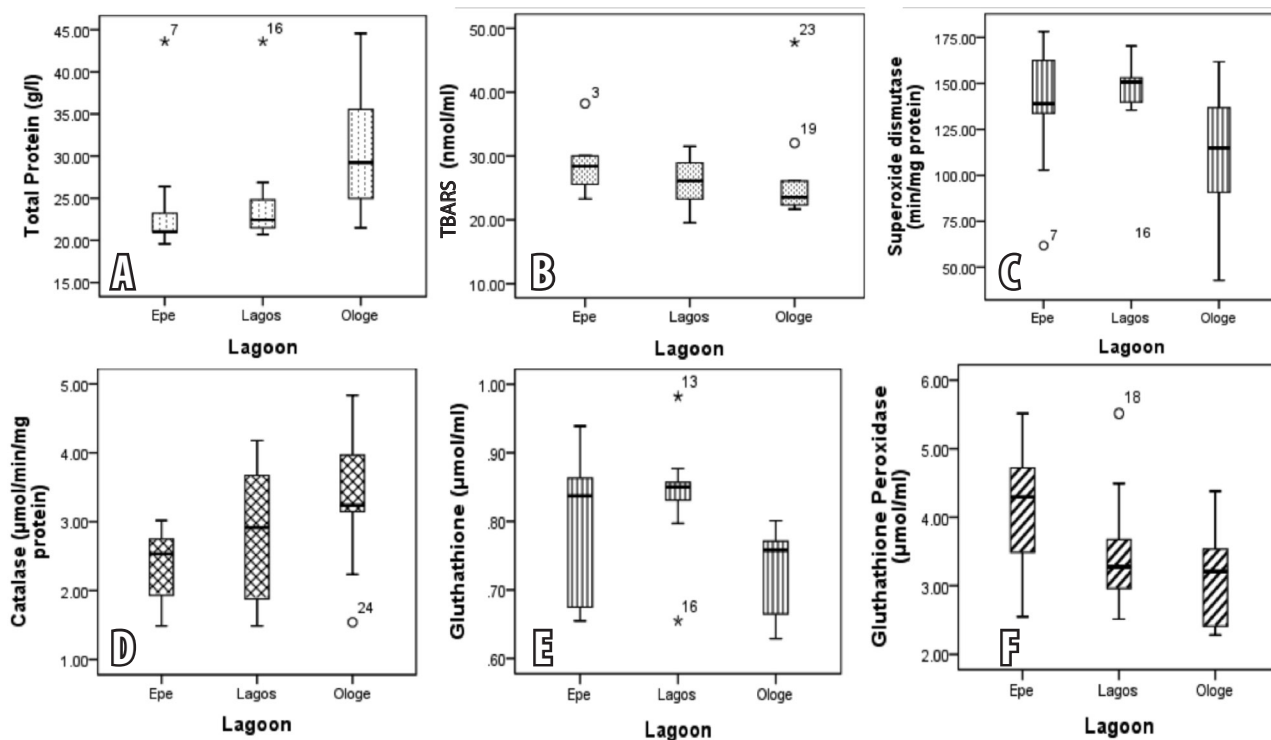 Total Protein (g/l)
45.00
40.00
35.00
30.00
25.00
20.00
15.00
7
16
A
Epe
Lagos
Ologe
Lagoon
TBARS (nmol/ml)
50.00
40.00
30.00
20.00
10.00
3
23
19
B
Epe
Lagos
Ologe
Lagoon
Superoxide dismutase
(min/mg protein)
175.00
150.00
125.00
100.00
75.00
50.00
7
16
C
Epe
Lagos
Ologe
Lagoon
Catalase (µmol/min/mg
protein)
5.00
4.00
3.00
2.00
1.00
24
D
Epe
Lagos
Ologe
Lagoon
Gluthathione (µmol/ml)
1.00
.90
.80
.70
.60
13
16
E
Epe
Lagos
Ologe
Lagoon
Gluthathione Peroxidase
(µmol/ml)
6.00
5.00
4.00
3.00
2.00
18
F
Epe
Lagos
Ologe
Lagoon